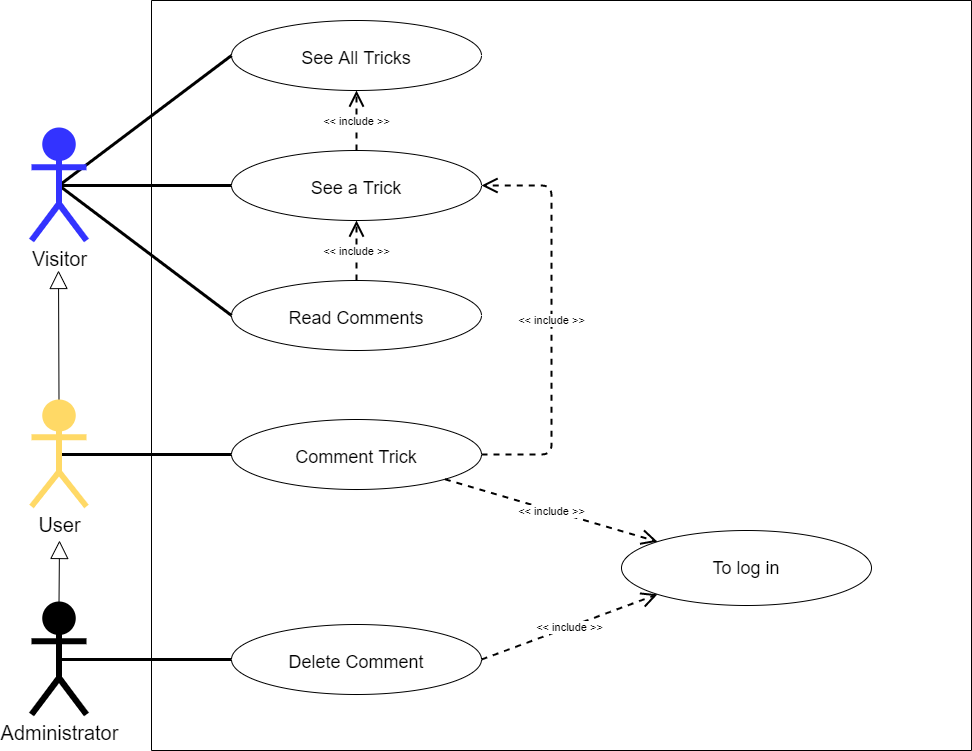 See All Tricks
<< include >>
See a Trick
Visitor
<< include >>
Read Comments
<< include >>
Comment Trick
<< include >>
User
To log in
<< include >>
Delete Comment
Administrator